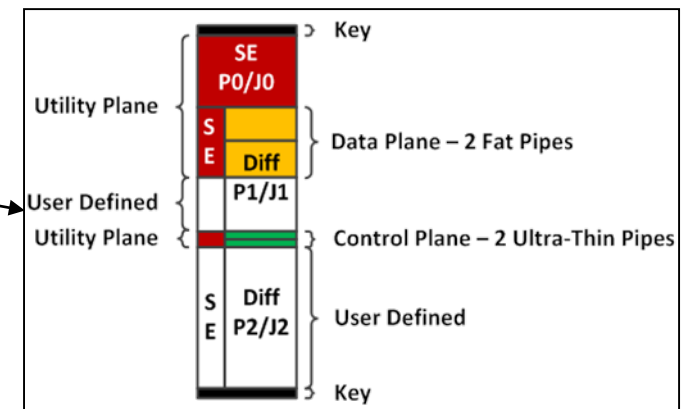 Key
SE
P0/J0
Utility Plane
S
E
Diff
Data Plane – 2 Fat Pipes
P1/J1
User Defined
Utility Plane
Control Plane – 2 Ultra-Thin Pipes
S
E
Diff
P2/J2
User Defined
Key